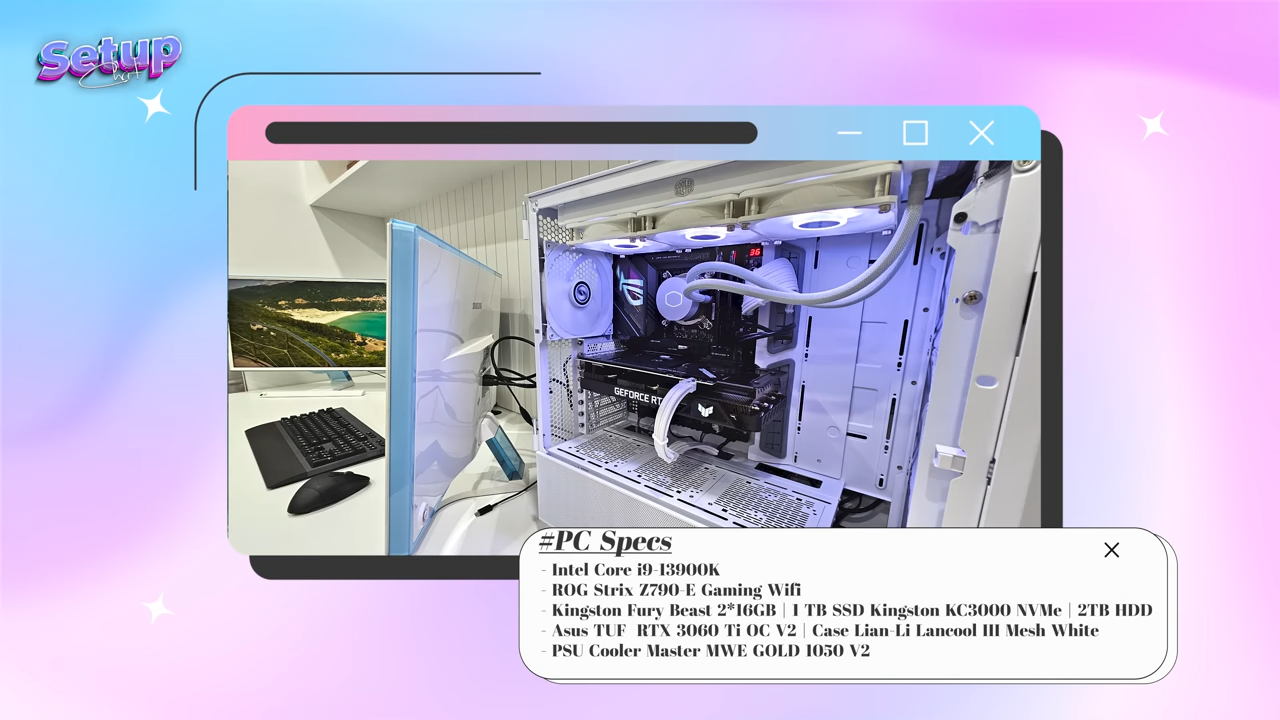 Setup
Chart
36
GEFORCE RT
#PC Specs
- Intel Core i9-13900K
- ROG Strix Z790-E Gaming Wifi
- Kingston Fury Beast 2*16GB | 1 TB SSD Kingston KC3000 NVMe | 2TB HDD
- Asus TUF RTX 3060 Ti OC V2 | Case Lian-Li Lancool III Mesh White
- PSU Cooler Master MWE GOLD 1050 V2